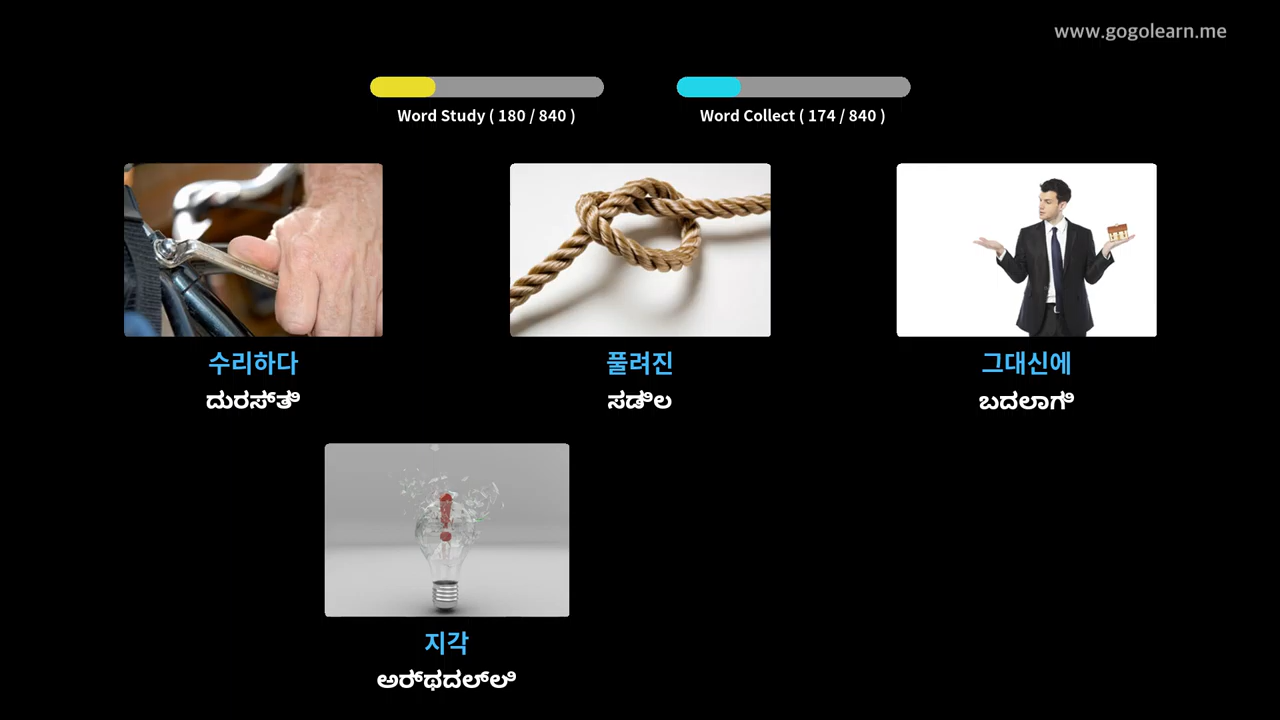 www.gogolearn.me
Word Study ( 180 / 840 )
Word Collect ( 174 / 840 )
수리하다
풀려진
그대신에
ದುರಸ್ತಿ
ಸಡಿಲ
ಬದಲಾಗಿ
지각
ಅರ್ಥದಲ್ಲಿ